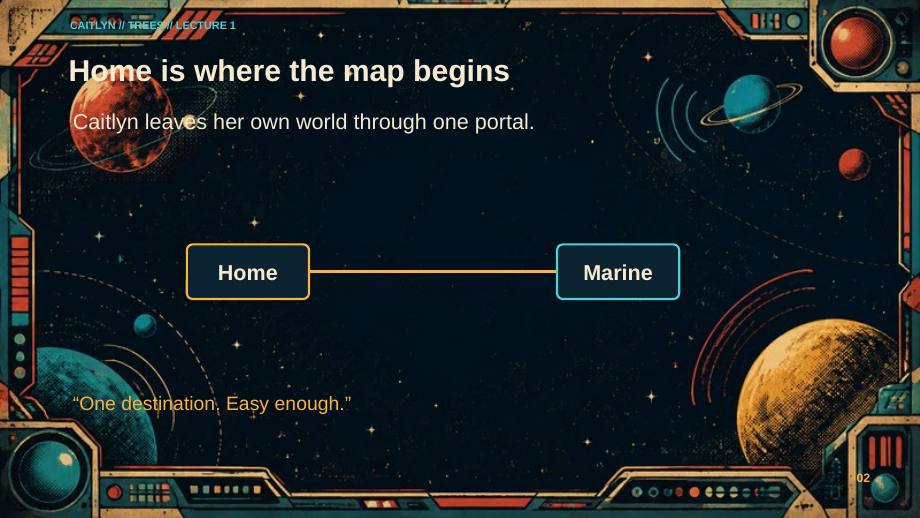 CAITLYN // TREES // LECTURE 1
Home is where the map begins
Caitlyn leaves her own world through one portal.
Home
Marine
“One destination. Easy enough.”
02